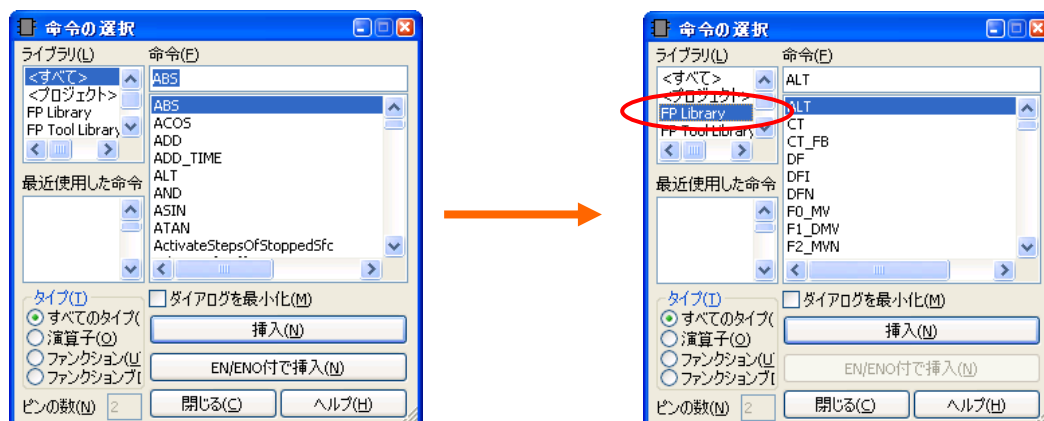 命令の選択
ライブラリ(L)
命令(F)
<すべて>
<プロジェクト>
FP Library
FP Tool Library
ABS
ABS
ACOS
ADD
ADD_TIME
ALT
AND
ASIN
ATAN
ActivateStepsOfStoppedSfc
最近使用した命令
タイプ(T)
すべてのタイプ(
演算子(O)
ファンクション(U
ファンクションブ
ピンの数(N) 2
ダイアログを最小化(M)
挿入(N)
EN/ENO付で挿入(N)
閉じる(C)
ヘルプ(H)
命令の選択
ライブラリ(L)
命令(F)
<すべて>
<プロジェクト>
FP Library
FP Tool Library
ALT
ALT
CT
CT_FB
DF
DFI
DFN
F0_MV
F1_DMV
F2_MVN
最近使用した命令
タイプ(T)
すべてのタイプ(
演算子(O)
ファンクション(U
ファンクションブ
ピンの数(N) 2
ダイアログを最小化(M)
挿入(N)
EN/ENO付で挿入(N)
閉じる(C)
ヘルプ(H)